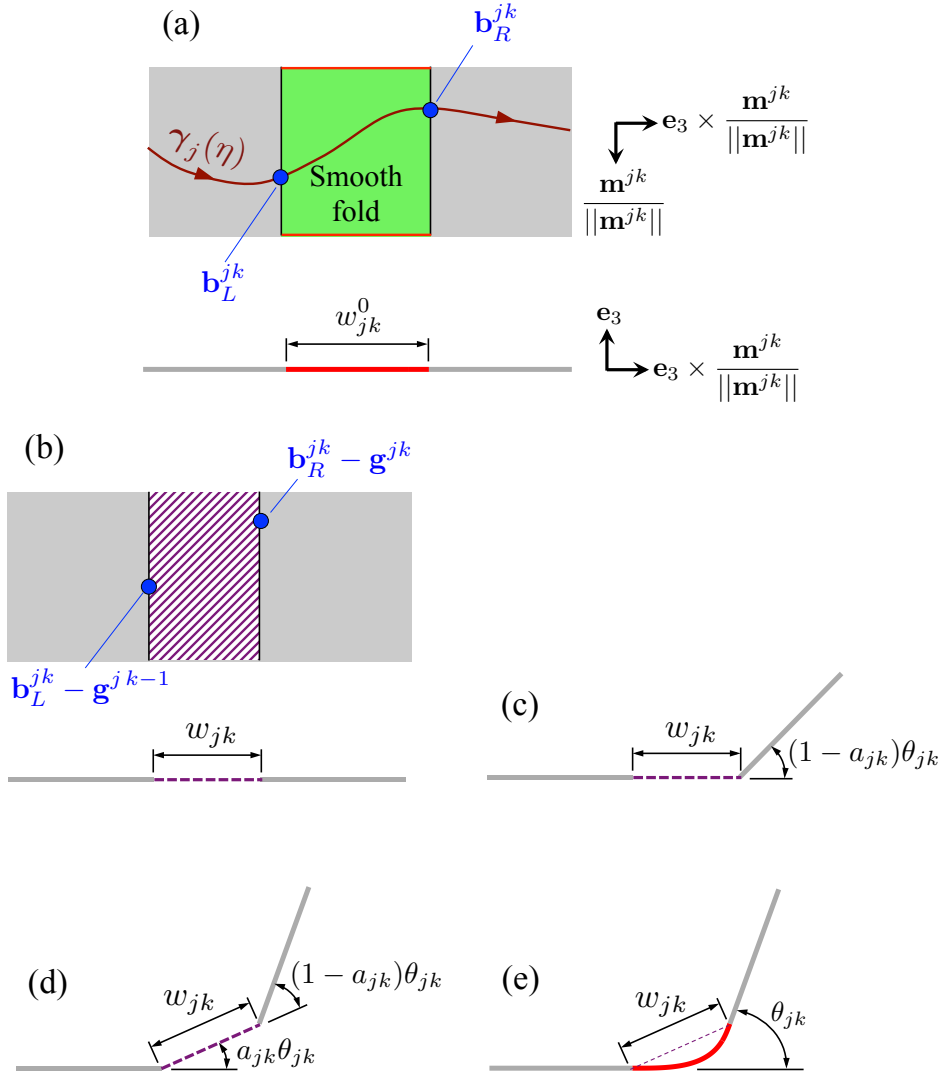 (a)
𝐛_R^{jk}
𝛄_j(η)
Smooth
fold
𝐛_L^{jk}
𝐞_3 × 𝐦^{jk} / ||𝐦^{jk}||
𝐦^{jk} / ||𝐦^{jk}||
w_{jk}^0
𝐞_3
𝐞_3 × 𝐦^{jk} / ||𝐦^{jk}||
(b)
𝐛_R^{jk} − 𝐠^{jk}
𝐛_L^{jk} − 𝐠^{j k−1}
w_{jk}
(c)
w_{jk}
(1 − a_{jk})θ_{jk}
(d)
w_{jk}
(1 − a_{jk})θ_{jk}
a_{jk}θ_{jk}
(e)
w_{jk}
θ_{jk}